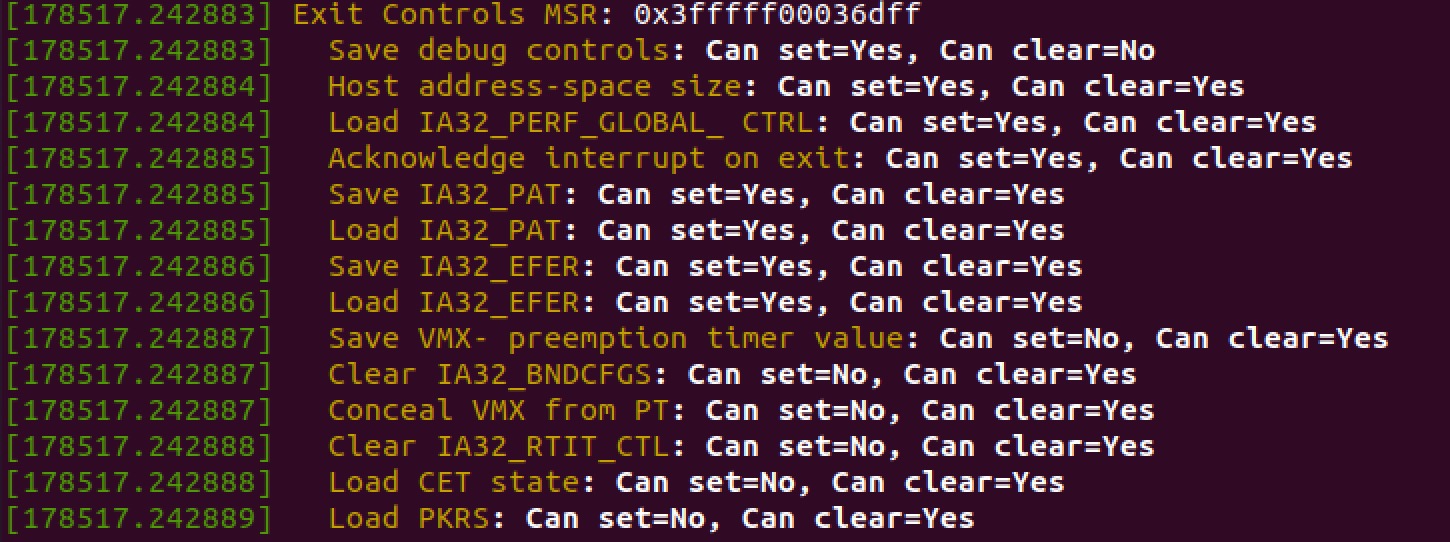 [178517.242883] Exit Controls MSR: 0x3fffff00036dff
[178517.242883]   Save debug controls: Can set=Yes, Can clear=No
[178517.242884]   Host address-space size: Can set=Yes, Can clear=Yes
[178517.242884]   Load IA32_PERF_GLOBAL_ CTRL: Can set=Yes, Can clear=Yes
[178517.242885]   Acknowledge interrupt on exit: Can set=Yes, Can clear=Yes
[178517.242885]   Save IA32_PAT: Can set=Yes, Can clear=Yes
[178517.242885]   Load IA32_PAT: Can set=Yes, Can clear=Yes
[178517.242886]   Save IA32_EFER: Can set=Yes, Can clear=Yes
[178517.242886]   Load IA32_EFER: Can set=Yes, Can clear=Yes
[178517.242887]   Save VMX- preemption timer value: Can set=No, Can clear=Yes
[178517.242887]   Clear IA32_BNDCFGS: Can set=No, Can clear=Yes
[178517.242887]   Conceal VMX from PT: Can set=No, Can clear=Yes
[178517.242888]   Clear IA32_RTIT_CTL: Can set=No, Can clear=Yes
[178517.242888]   Load CET state: Can set=No, Can clear=Yes
[178517.242889]   Load PKRS: Can set=No, Can clear=Yes